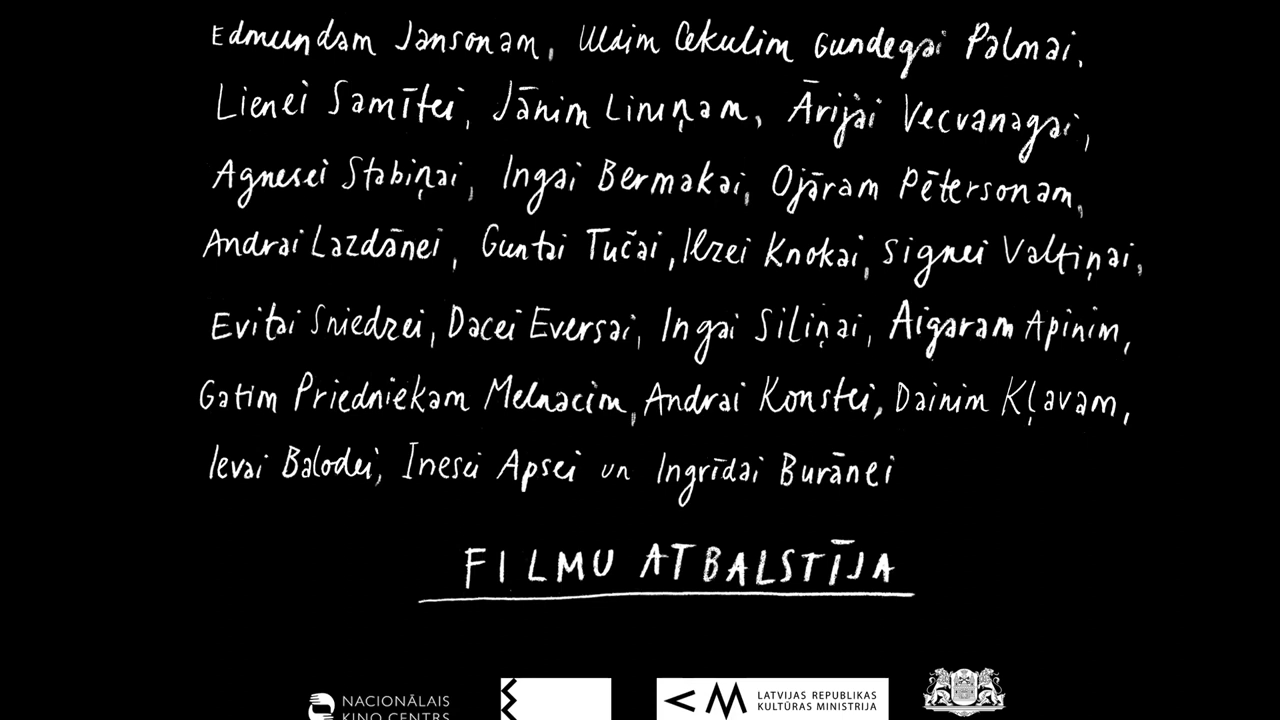 Edmundam Jansonam, Uldim Cekulim Gundegai Palmai,
Lienei Samītei, Jānim Linuņam, Ārijai Vecvanagai,
Agnesei Stabiņai, Ingai Bermakai, Ojāram Pētersonam,
Andrai Lazdānei, Guntai Tučai, Ilzei Knokai, Signei Valtiņai,
Evitai Sniedzei, Dacei Eversai, Ingai Siliņai, Aigaram Apinim,
Gatim Priedniekam Melnacim, Andrai Konstei, Dainim Kļavam,
Ievai Balodei, Inesei Apsei un Ingrīdai Burānei
FILMU ATBALSTĪJA
NACIONĀLAIS
KINO CENTRS
LATVIJAS REPUBLIKAS
KULTŪRAS MINISTRIJA